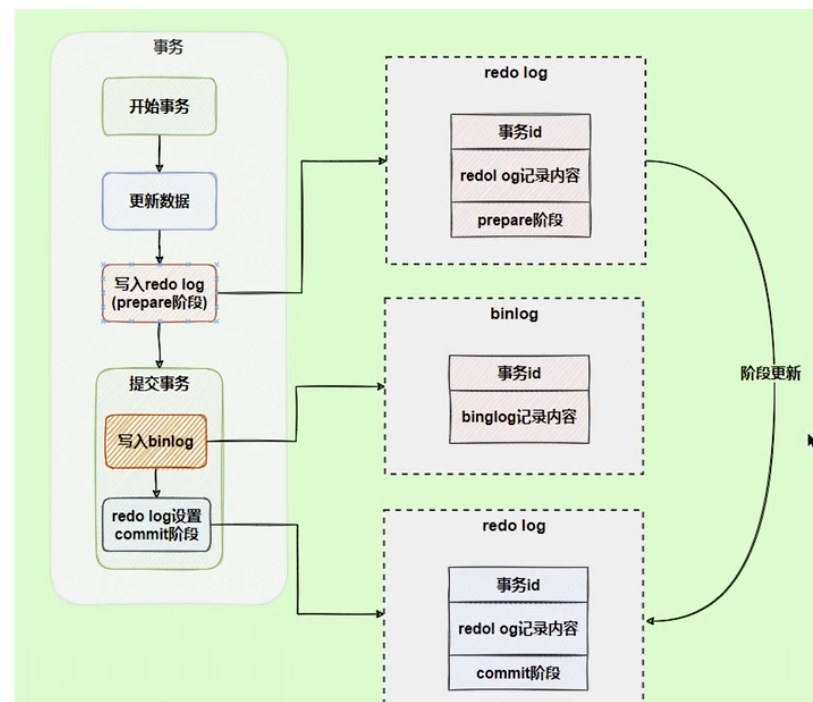 事务
开始事务
更新数据
写入redo log
(prepare阶段)
提交事务
写入binlog
redo log设置
commit阶段
redo log
事务id
redol og记录内容
prepare阶段
binlog
事务id
binglog记录内容
redo log
事务id
redol og记录内容
commit阶段
阶段更新